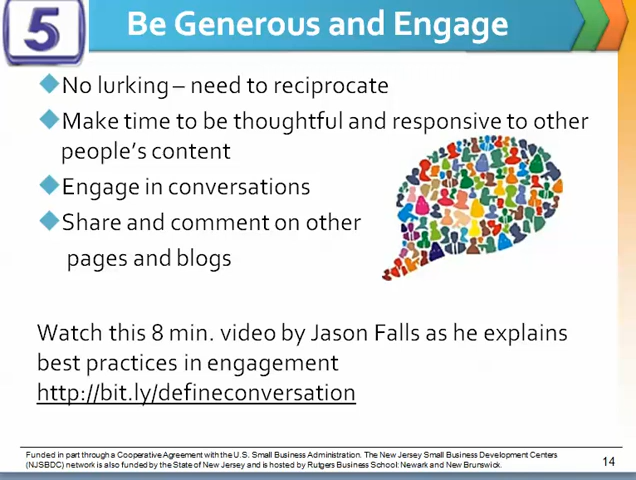 5
Be Generous and Engage
No lurking – need to reciprocate
Make time to be thoughtful and responsive to other
people's content
Engage in conversations
Share and comment on other
pages and blogs
Watch this 8 min. video by Jason Falls as he explains
best practices in engagement
http://bit.ly/defineconversation
Funded in part through a Cooperative Agreement with the U.S. Small Business Administration. The New Jersey Small Business Development Centers
(NJSBDC) network is also funded by the State of New Jersey and is hosted by Rutgers Business School: Newark and New Brunswick.
14